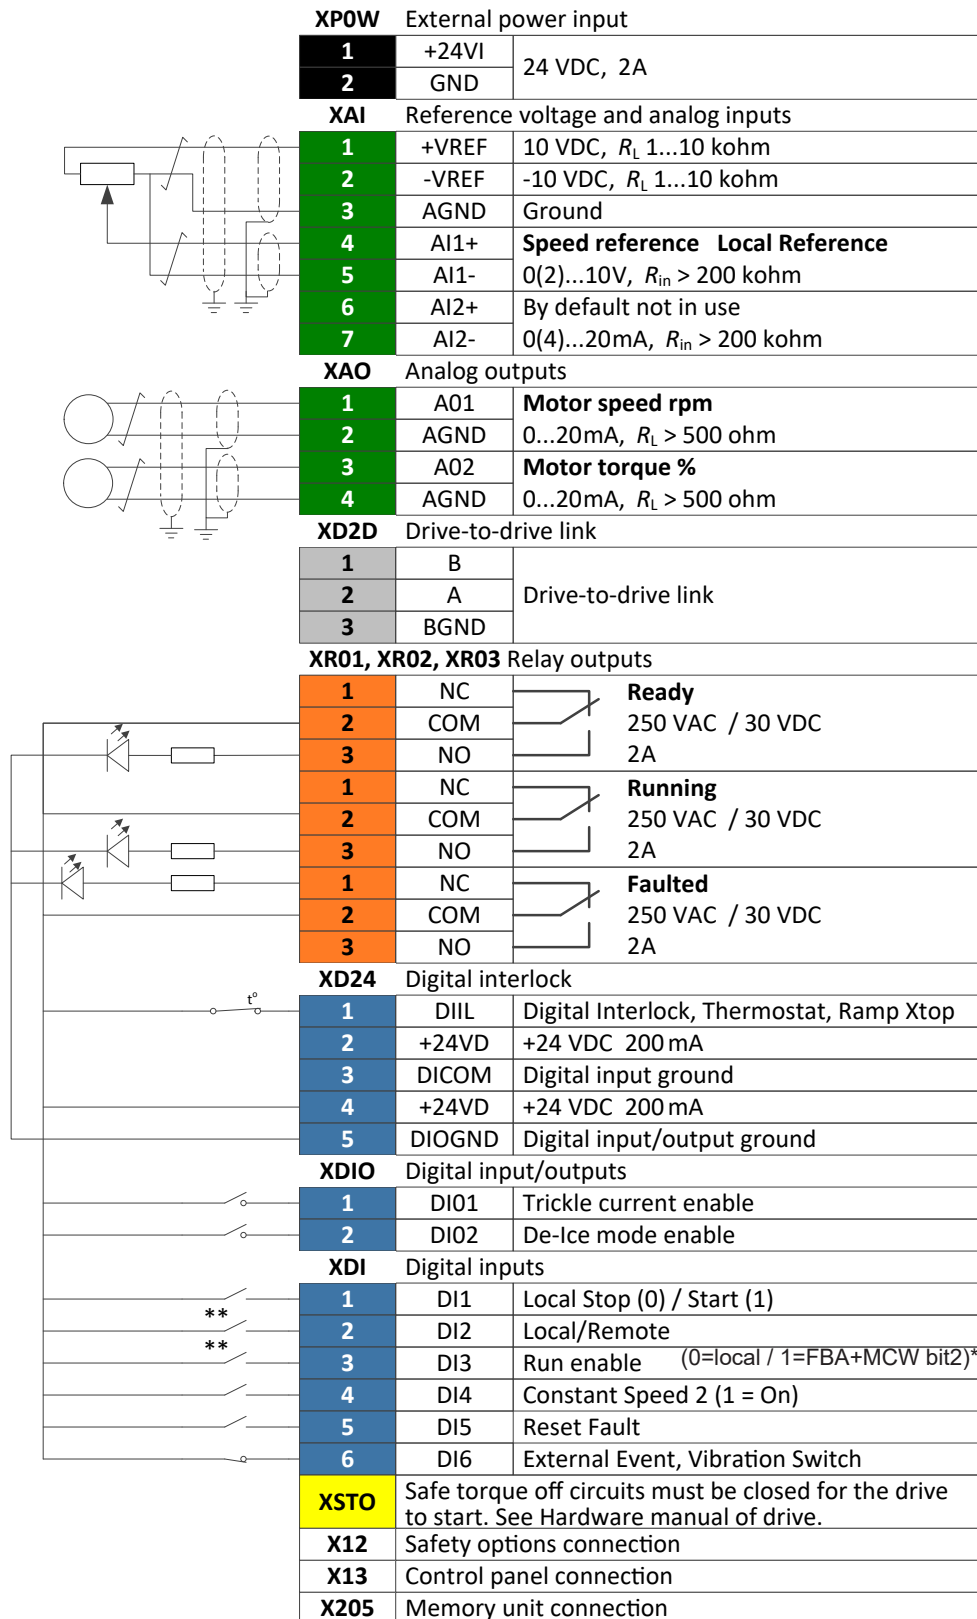 XP0W External power input
1 +24VI 24 VDC, 2A
2 GND
XAI Reference voltage and analog inputs
1 +VREF 10 VDC, RL 1...10 kohm
2 -VREF -10 VDC, RL 1...10 kohm
3 AGND Ground
4 AI1+ Speed reference Local Reference
5 AI1- 0(2)...10V, Rin > 200 kohm
6 AI2+ By default not in use
7 AI2- 0(4)...20mA, Rin > 200 kohm
XAO Analog outputs
1 A01 Motor speed rpm
2 AGND 0...20mA, RL > 500 ohm
3 A02 Motor torque %
4 AGND 0...20mA, RL > 500 ohm
XD2D Drive-to-drive link
1 B
2 A Drive-to-drive link
3 BGND
XR01, XR02, XR03 Relay outputs
1 NC Ready
2 COM 250 VAC / 30 VDC
3 NO 2A
1 NC Running
2 COM 250 VAC / 30 VDC
3 NO 2A
1 NC Faulted
2 COM 250 VAC / 30 VDC
3 NO 2A
XD24 Digital interlock
t° 1 DIIL Digital Interlock, Thermostat, Ramp Xtop
2 +24VD +24 VDC 200 mA
3 DICOM Digital input ground
4 +24VD +24 VDC 200 mA
5 DIOGND Digital input/output ground
XDIO Digital input/outputs
1 DI01 Trickle current enable
2 DI02 De-Ice mode enable
XDI Digital inputs
1 DI1 Local Stop (0) / Start (1)
** 2 DI2 Local/Remote
** 3 DI3 Run enable (0=local / 1=FBA+MCW bit2)*
4 DI4 Constant Speed 2 (1 = On)
5 DI5 Reset Fault
6 DI6 External Event, Vibration Switch
XSTO Safe torque off circuits must be closed for the drive
to start. See Hardware manual of drive.
X12 Safety options connection
X13 Control panel connection
X205 Memory unit connection